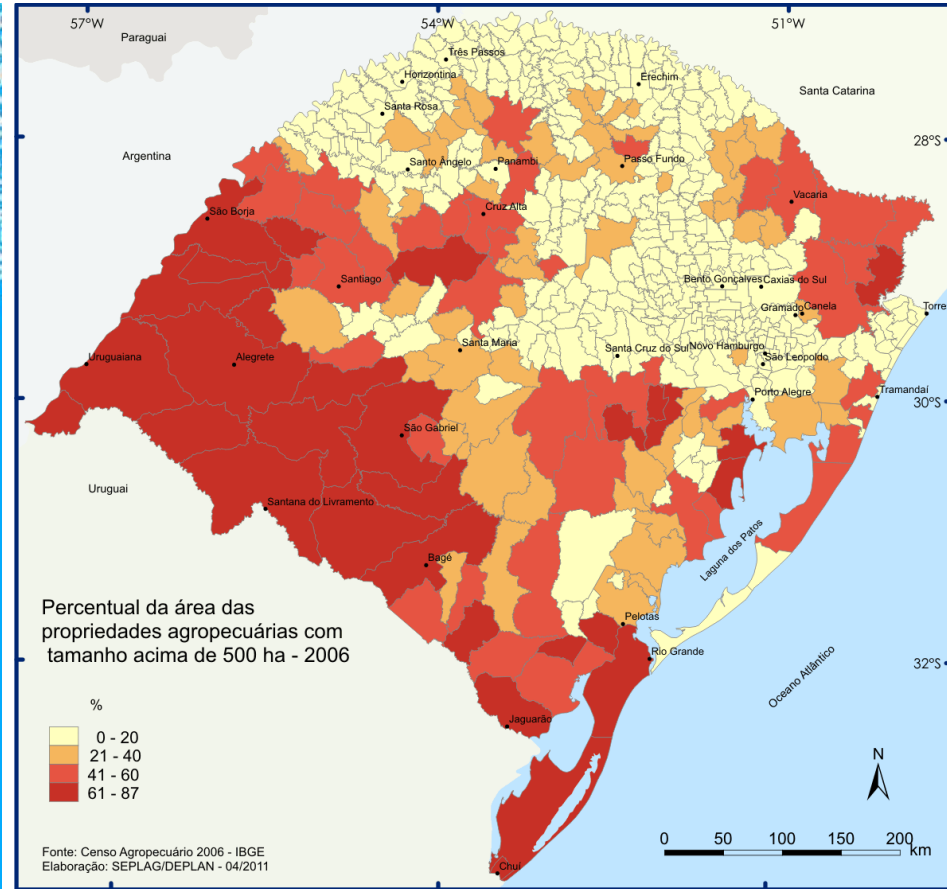 57°W
54°W
51°W
Paraguai
Três Passos
Horizontina
Erechim
Santa Catarina
Santa Rosa
28°S
Argentina
Santo Ângelo
Panambi
Passo Fundo
Vacaria
São Borja
Cruz Alta
Santiago
Bento Gonçalves
Caxias do Sul
Gramado
Canela
Torre
Uruguaiana
Alegrete
Santa Maria
Santa Cruz do Sul
Novo Hamburgo
São Leopoldo
Porto Alegre
Tramandaí
30°S
São Gabriel
Uruguai
Santana do Livramento
Laguna dos Patos
Bagé
Percentual da área das
propriedades agropecuárias com
tamanho acima de 500 ha - 2006
Pelotas
Rio Grande
32°S
Oceano Atlântico
%
0 - 20
21 - 40
41 - 60
61 - 87
Jaguarão
N
0 50 100 150 200
km
Fonte: Censo Agropecuário 2006 - IBGE
Elaboração: SEPLAG/DEPLAN - 04/2011
Chuí